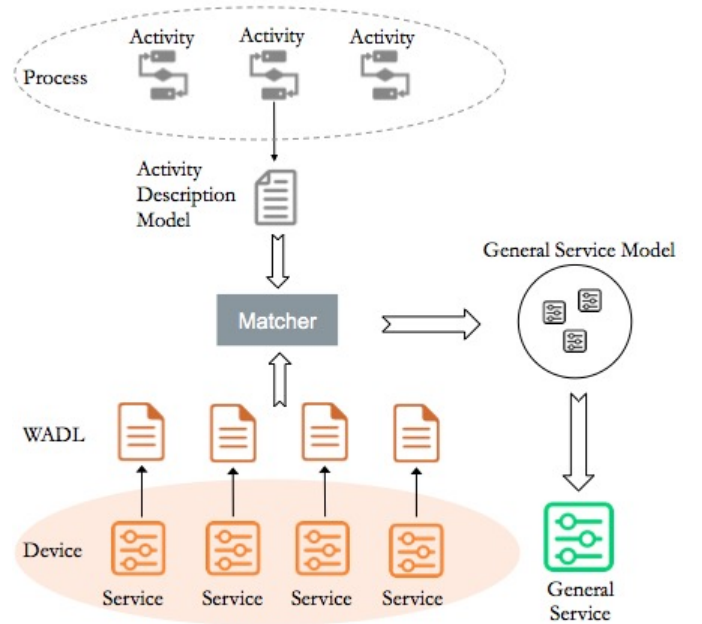 Activity
Activity
Activity
Process
Activity
Description
Model
General Service Model
Matcher
WADL
Device
Service
Service
Service
Service
General
Service